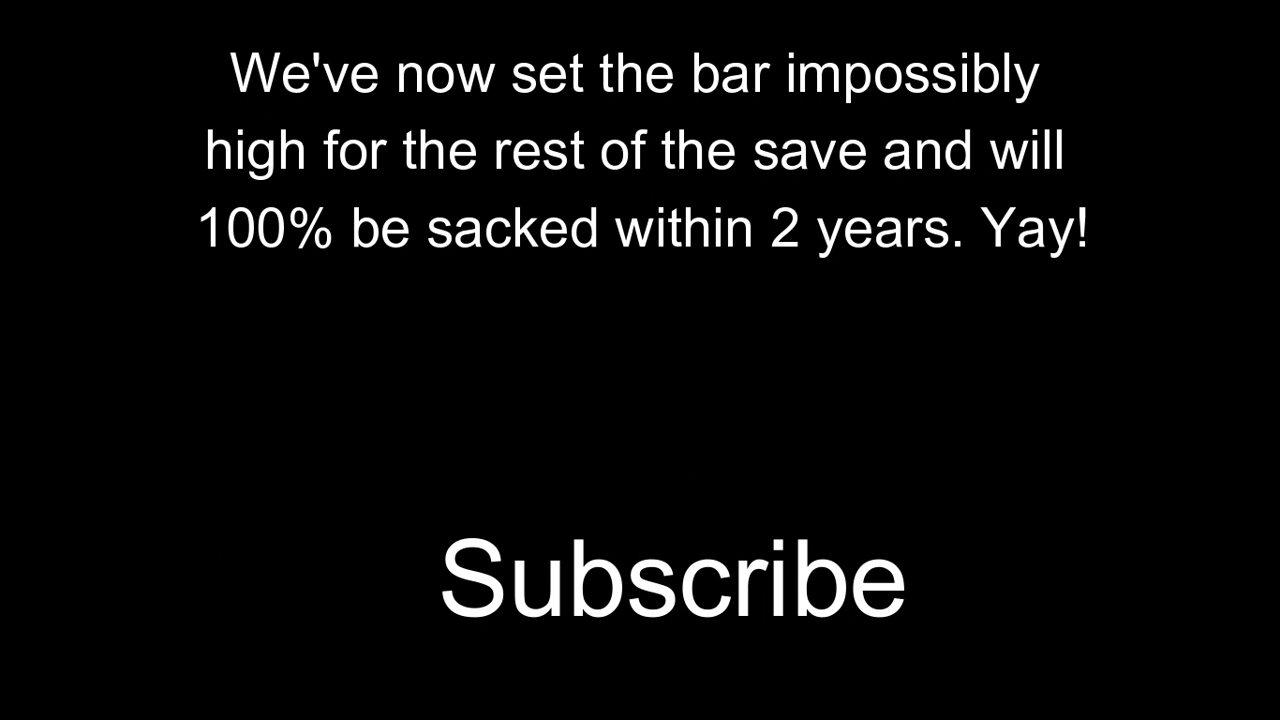 We've now set the bar impossibly
high for the rest of the save and will
100% be sacked within 2 years. Yay!
Subscribe